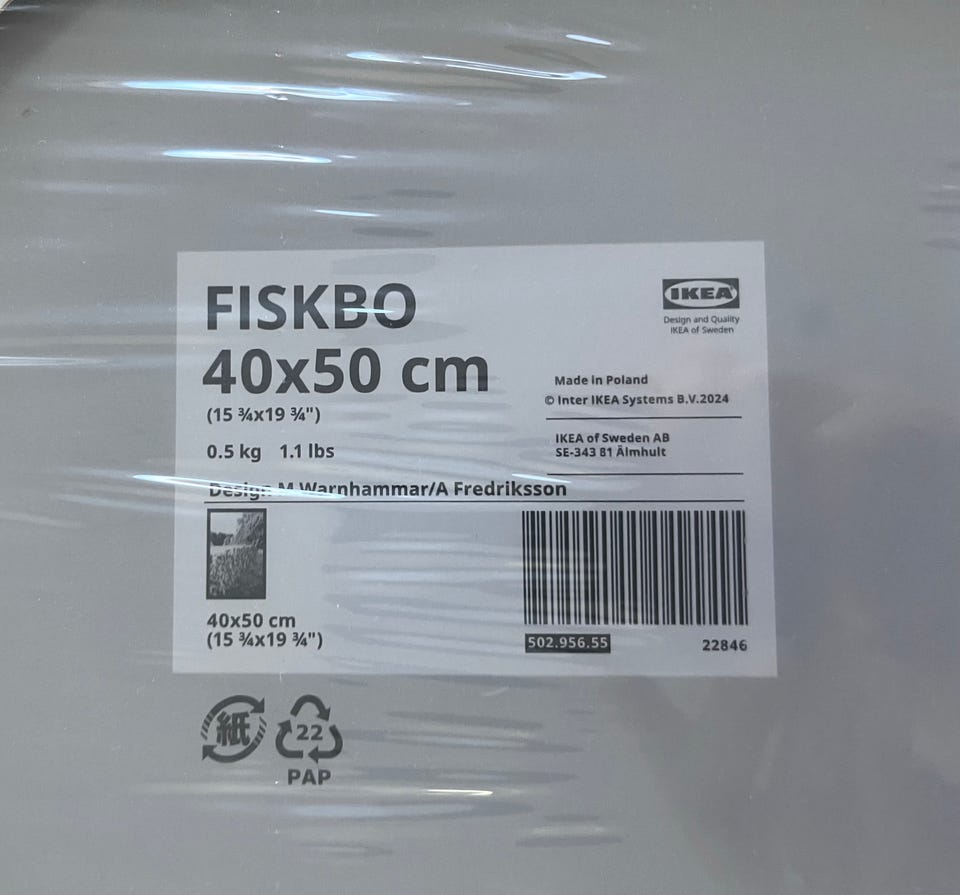 FISKBO
40x50 cm
(15 ¾x19 ¾")
0.5 kg 1.1 lbs
Design M Warnhammar/A Fredriksson
IKEA
Design and Quality
IKEA of Sweden
Made in Poland
© Inter IKEA Systems B.V.2024
IKEA of Sweden AB
SE-343 81 Älmhult
40x50 cm
(15 ¾x19 ¾")
502.956.55
22846
紙
22
PAP